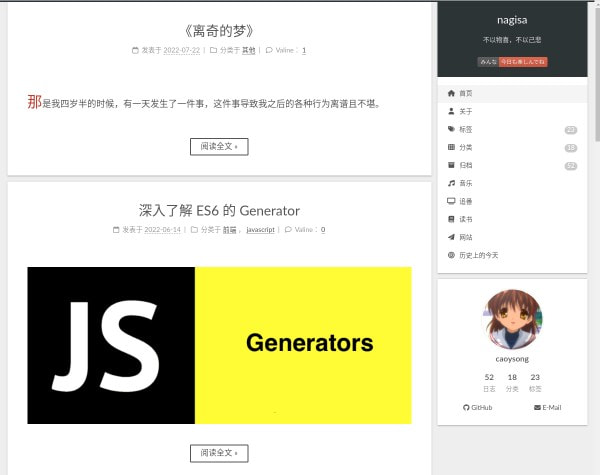 《离奇的梦》
发表于 2022-07-22 | 分类于 其他 | Valine： 1
那是我四岁半的时候，有一天发生了一件事，这件事导致我之后的各种行为离谱且不堪。
阅读全文 »
深入了解 ES6 的 Generator
发表于 2022-06-14 | 分类于 前端 ， javascript | Valine： 0
JS
Generators
阅读全文 »
nagisa
不以物喜，不以己悲
みんな 今日も楽しんでね
首页
关于
标签 23
分类 18
归档 52
音乐
追番
读书
网站
历史上的今天
caoysong
52 18 23
日志 分类 标签
GitHub E-Mail